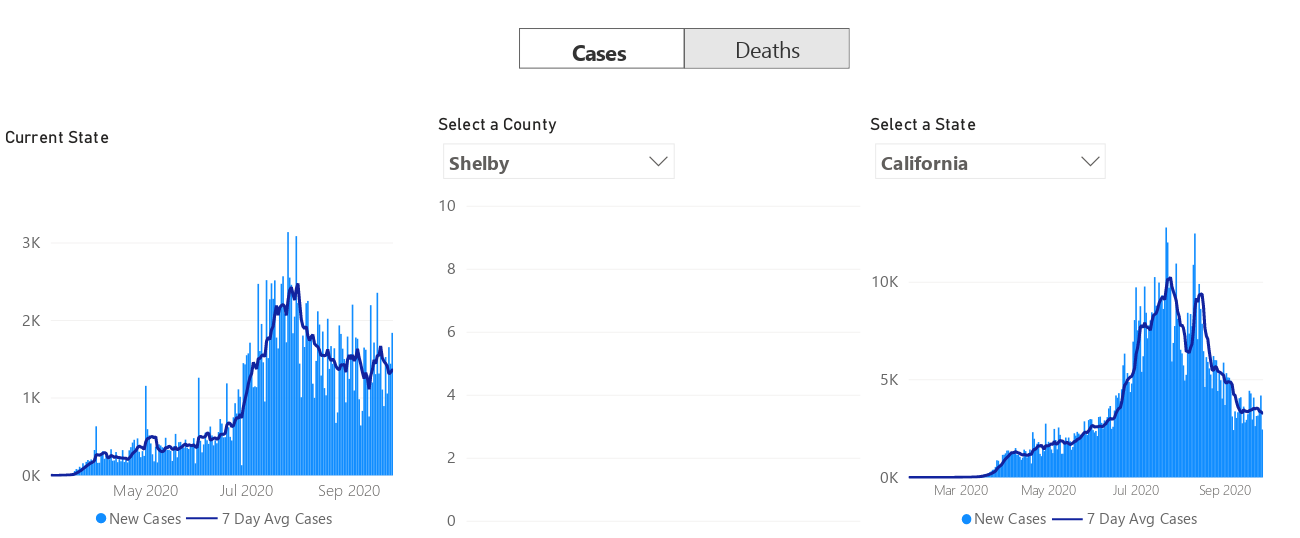 Cases
Deaths
Current State
3K
2K
1K
0K
May 2020
Jul 2020
Sep 2020
New Cases
7 Day Avg Cases
Select a County
Shelby
10
8
6
4
2
0
Select a State
California
10K
5K
0K
Mar 2020
May 2020
Jul 2020
Sep 2020
New Cases
7 Day Avg Cases